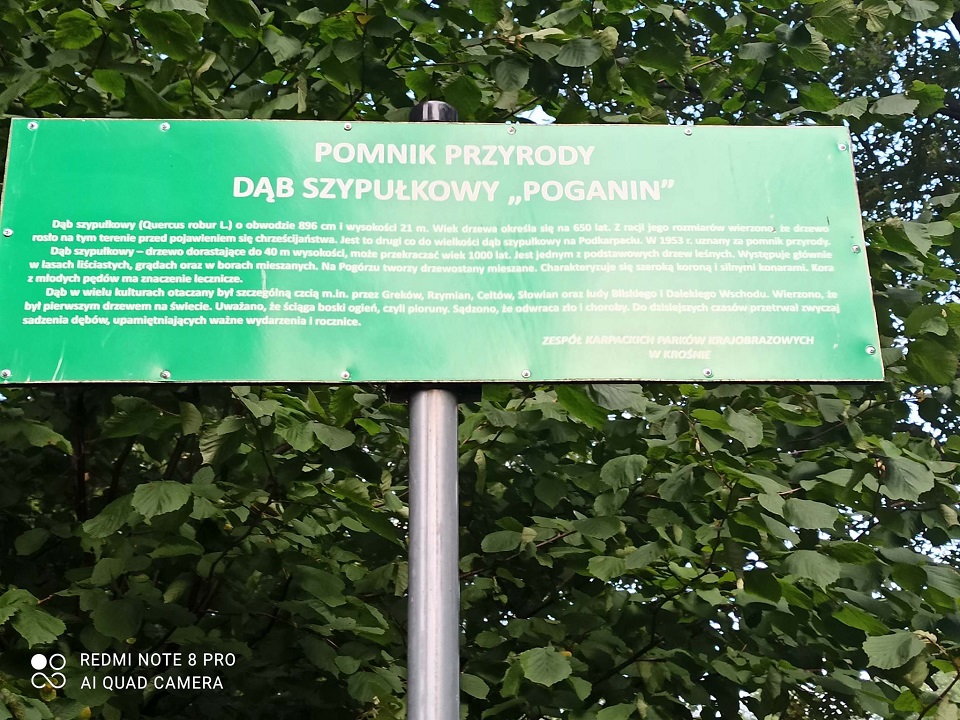 POMNIK PRZYRODY
DĄB SZYPUŁKOWY „POGANIN”
Dąb szypułkowy (Quercus robur L.) o obwodzie 896 cm i wysokości 21 m. Wiek drzewa określa się na 650 lat. Z racji jego rozmiarów wierzono, że drzewo
rosło na tym terenie przed pojawieniem się chrześcijaństwa. Jest to drugi co do wielkości dąb szypułkowy na Podkarpaciu. W 1953 r. uznany za pomnik przyrody.
Dąb szypułkowy – drzewo dorastające do 40 m wysokości, może przekraczać wiek 1000 lat. Jest jednym z podstawowych drzew leśnych. Występuje głównie
w lasach liściastych, grądach oraz w borach mieszanych. Na Pogórzu tworzy drzewostany mieszane. Charakteryzuje się szeroką koroną i silnymi konarami. Kora
z młodych pędów ma znaczenie lecznicze.
Dąb w wielu kulturach otaczany był szczególną czcią m.in. przez Greków, Rzymian, Celtów, Słowian oraz ludy Bliskiego i Dalekiego Wschodu. Wierzono, że
był pierwszym drzewem na świecie. Uważano, że ściąga boski ogień, czyli pioruny. Sądzono, że odwraca zło i choroby. Do dzisiejszych czasów przetrwał zwyczaj
sadzenia dębów, upamiętniających ważne wydarzenia i rocznice.
ZESPÓŁ KARPACKICH PARKÓW KRAJOBRAZOWYCH
W KROŚNIE
REDMI NOTE 8 PRO
AI QUAD CAMERA